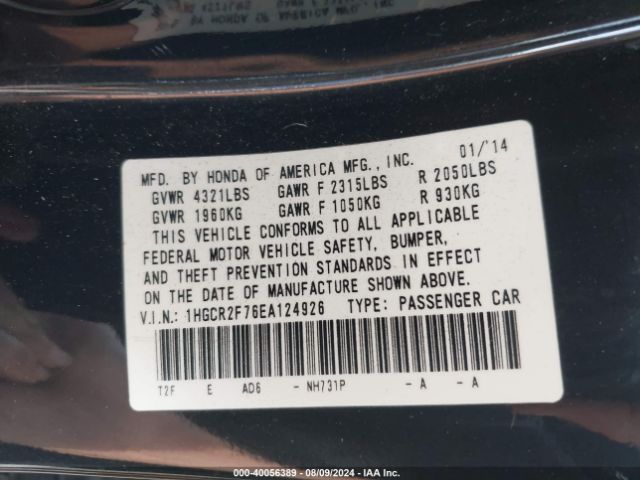 MFD. BY HONDA OF AMERICA MFG., INC. 01/'14
GVWR 4321LBS GAWR F 2315LBS R 2050LBS
GVWR 1960KG GAWR F 1050KG R 930KG
THIS VEHICLE CONFORMS TO ALL APPLICABLE
FEDERAL MOTOR VEHICLE SAFETY, BUMPER,
AND THEFT PREVENTION STANDARDS IN EFFECT
ON THE DATE OF MANUFACTURE SHOWN ABOVE.
V.I.N.: 1HGCR2F76EA124926 TYPE: PASSENGER CAR
T2F E AD6 - NH731P - A - A
000-40056389 - 08/09/2024 - IAA Inc.